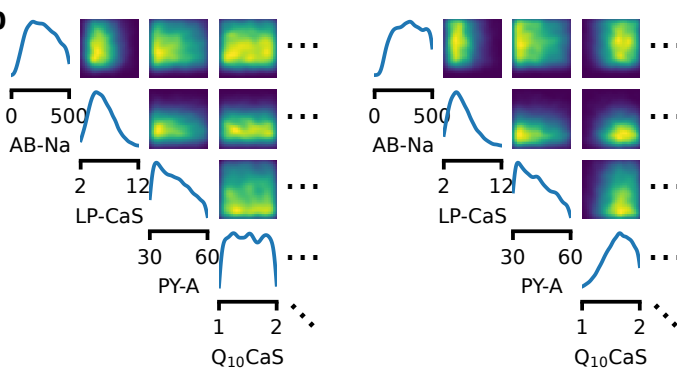 0 500 0 500
AB-Na AB-Na
2 12 2 12
LP-CaS LP-CaS
30 60 30 60
PY-A PY-A
1 2 1 2
Q₁₀CaS Q₁₀CaS